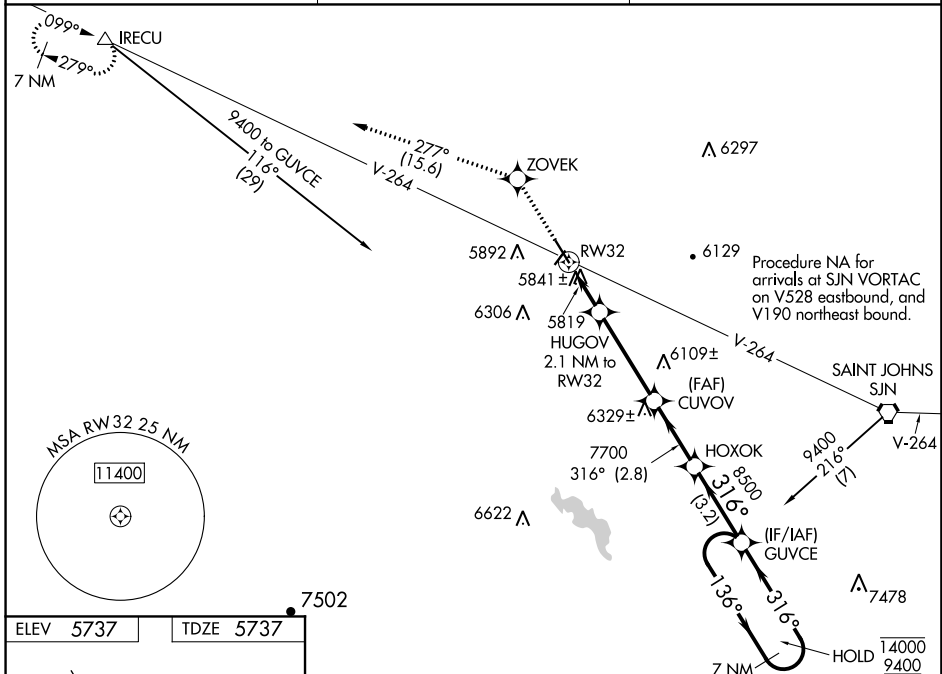 099°
IRECU
279°
7 NM
9400 to GUVCE
116°
(29)
V-264
277°
(15.6)
ZOVEK
6297
5892
RW32
5841±
6129
Procedure NA for
arrivals at SJN VORTAC
on V528 eastbound, and
V190 northeast bound.
6306
5819
HUGOV
2.1 NM to
RW32
6109±
V-264
(FAF)
CUVOV
6329±
SAINT JOHNS
SJN
V-264
MSA RW32 25 NM
11400
7700
316° (2.8)
HOXOK
8500
316°
(3.2)
9400
216°
(7)
6622
(IF/IAF)
GUVCE
136°
316°
7478
7502
ELEV 5737
TDZE 5737
7 NM
HOLD
14000
9400